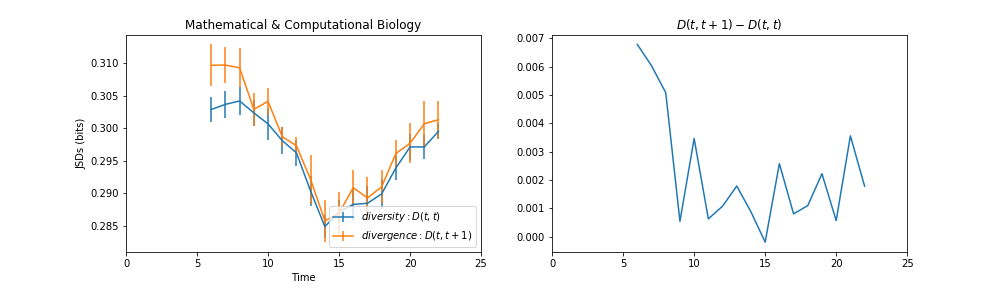 Mathematical & Computational Biology
JSDs (bits)
0.310
0.305
0.300
0.295
0.290
0.285
0 5 10 15 20 25
Time
diversity : D(t, t)
divergence : D(t, t + 1)
D(t, t + 1) − D(t, t)
0.007
0.006
0.005
0.004
0.003
0.002
0.001
0.000
0 5 10 15 20 25